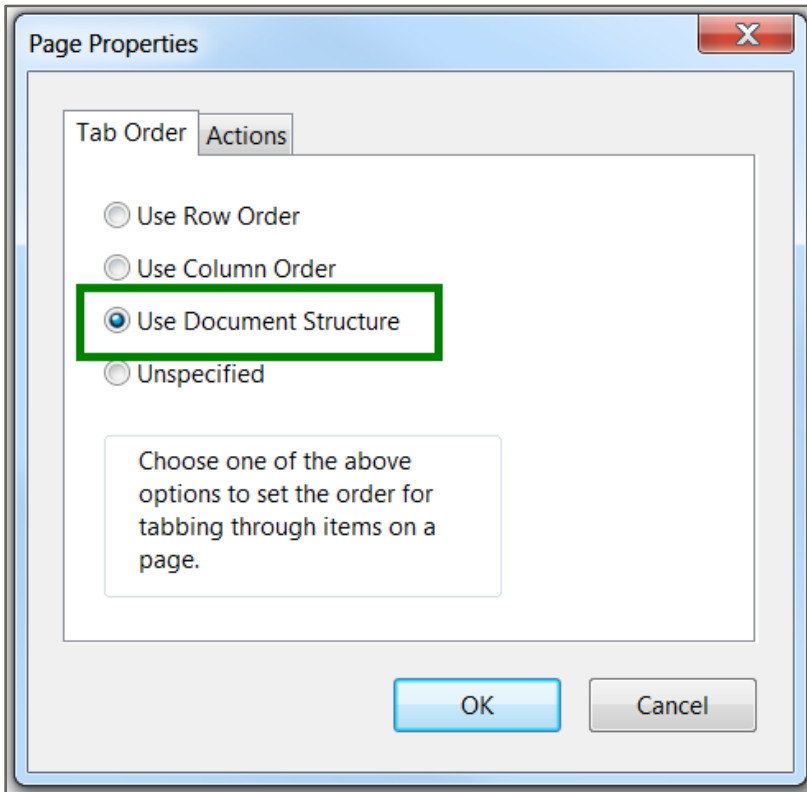 Page Properties
Tab Order
Actions
Use Row Order
Use Column Order
Use Document Structure
Unspecified
Choose one of the above
options to set the order for
tabbing through items on a
page.
OK
Cancel